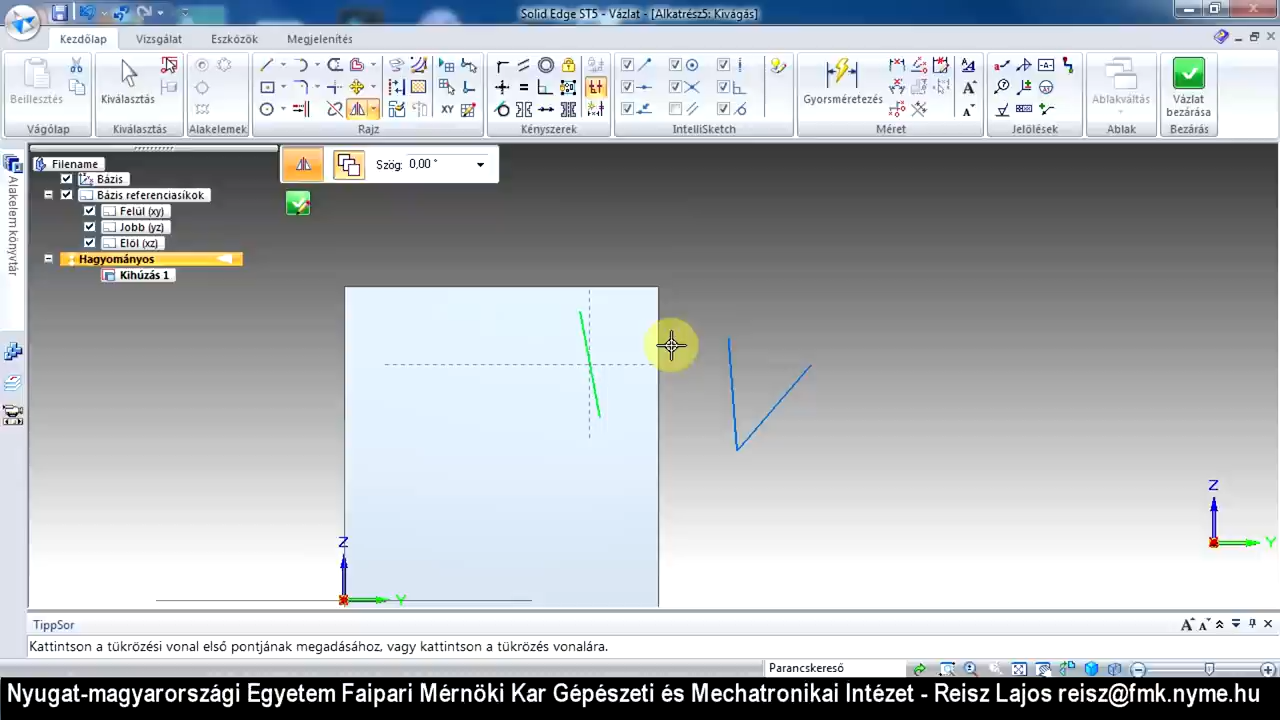 Solid Edge ST5 - Vázlat - [Alkatrész5: Kivágás]
Kezdőlap Vizsgálat Eszközök Megjelenítés
Beillesztés Kiválasztás Gyorsméretezés Ablakváltás Vázlat bezárása
Vágólap Kiválasztás Alakelemek Rajz Kényszerek IntelliSketch Méret Jelölések Ablak Bezárás
Szög: 0,00 °
Alakelem könyvtár
Filename
Bázis
Bázis referenciasíkok
Felül (xy)
Jobb (yz)
Elöl (xz)
Hagyományos
Kihúzás 1
Z
Y
Z
Y
TippSor
Kattintson a tükrözési vonal első pontjának megadásához, vagy kattintson a tükrözés vonalára.
Parancskereső
Nyugat-magyarországi Egyetem Faipari Mérnöki Kar Gépészeti és Mechatronikai Intézet - Reisz Lajos reisz@fmk.nyme.hu